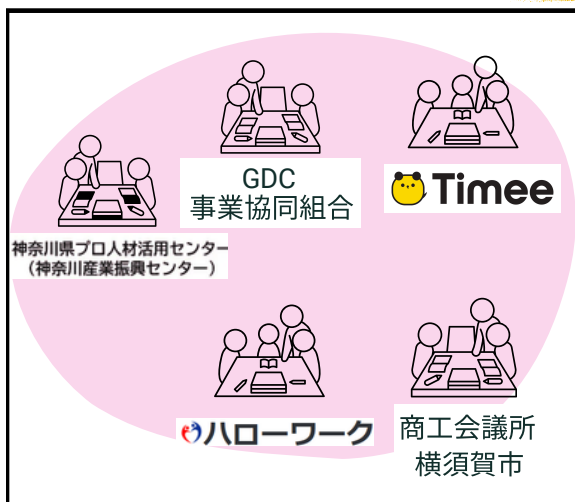 GDC
事業協同組合
Timee
神奈川県プロ人材活用センター
（神奈川産業振興センター）
ハローワーク
商工会議所
横須賀市